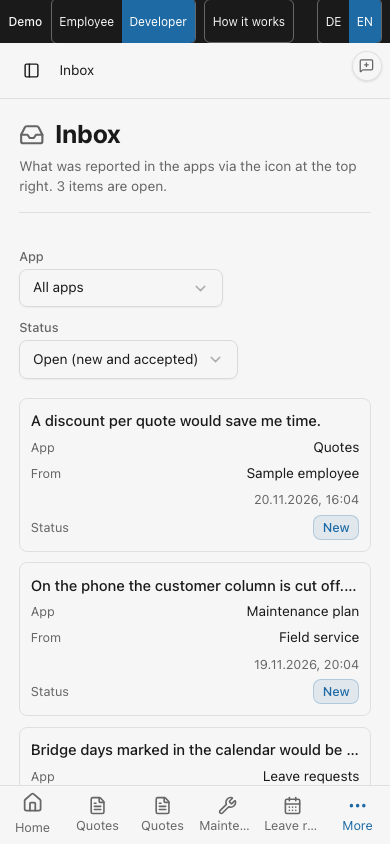 Demo Employee Developer How it works DE EN
Inbox
Inbox
What was reported in the apps via the icon at the top
right. 3 items are open.
App
All apps
Status
Open (new and accepted)
A discount per quote would save me time.
App Quotes
From Sample employee
20.11.2026, 16:04
Status New
On the phone the customer column is cut off....
App Maintenance plan
From Field service
19.11.2026, 20:04
Status New
Bridge days marked in the calendar would be ...
App Leave requests
Home Quotes Quotes Mainte... Leave r... More